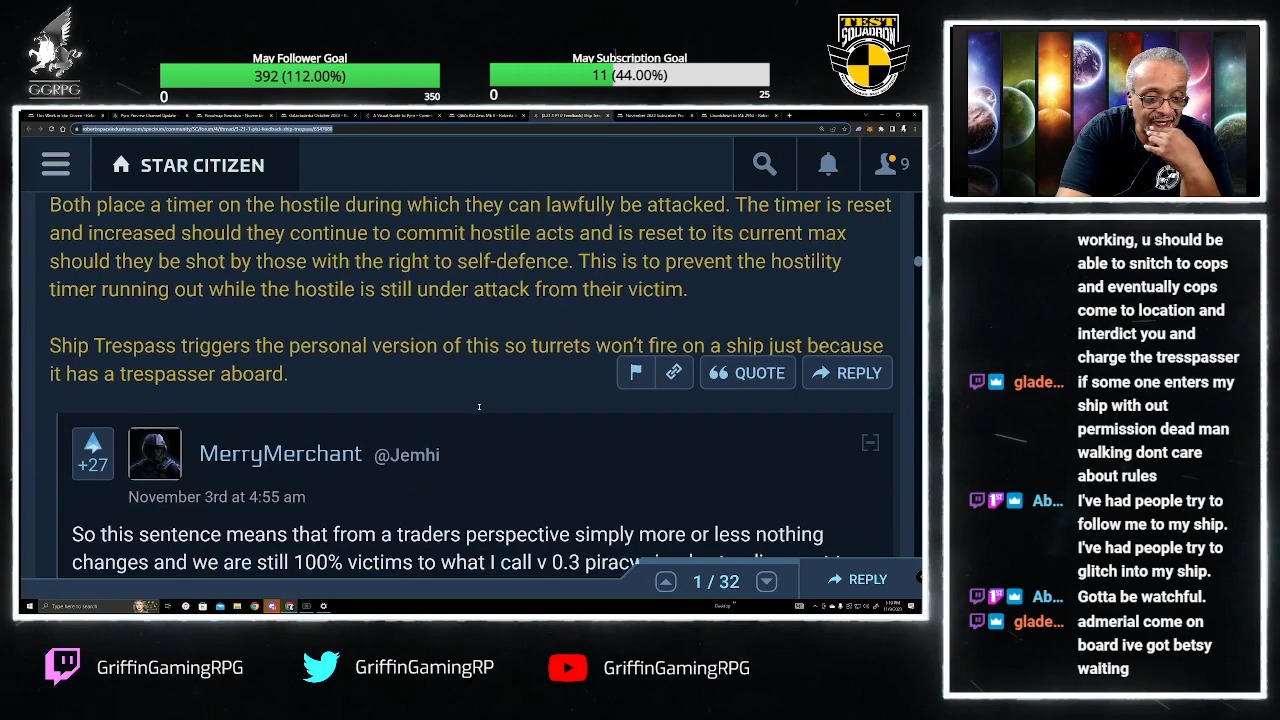 GGRPG
May Follower Goal
392 (112.00%)
0
350
May Subscription Goal
11 (44.00%)
0
25
TEST
SQUADRON
STAR CITIZEN
9
Both place a timer on the hostile during which they can lawfully be attacked. The timer is reset
and increased should they continue to commit hostile acts and is reset to its current max
should they be shot by those with the right to self-defence. This is to prevent the hostility
timer running out while the hostile is still under attack from their victim.
Ship Trespass triggers the personal version of this so turrets won't fire on a ship just because
it has a trespasser aboard.
QUOTE
REPLY
+27
MerryMerchant @Jemhi
[-]
November 3rd at 4:55 am
So this sentence means that from a traders perspective simply more or less nothing
changes and we are still 100% victims to what I call v 0.3 piracy
1 / 32
REPLY
Type here to search
Desktop
working, u should be
able to snitch to cops
and eventually cops
come to location and
interdict you and
charge the tresspasser
glade... if some one enters my
ship with out
permission dead man
walking dont care
about rules
Ab... I've had people try to
follow me to my ship.
I've had people try to
glitch into my ship.
Ab... Gotta be watchful.
glade... admerial come on
board ive got betsy
waiting
GriffinGamingRPG
GriffinGamingRP
GriffinGamingRPG